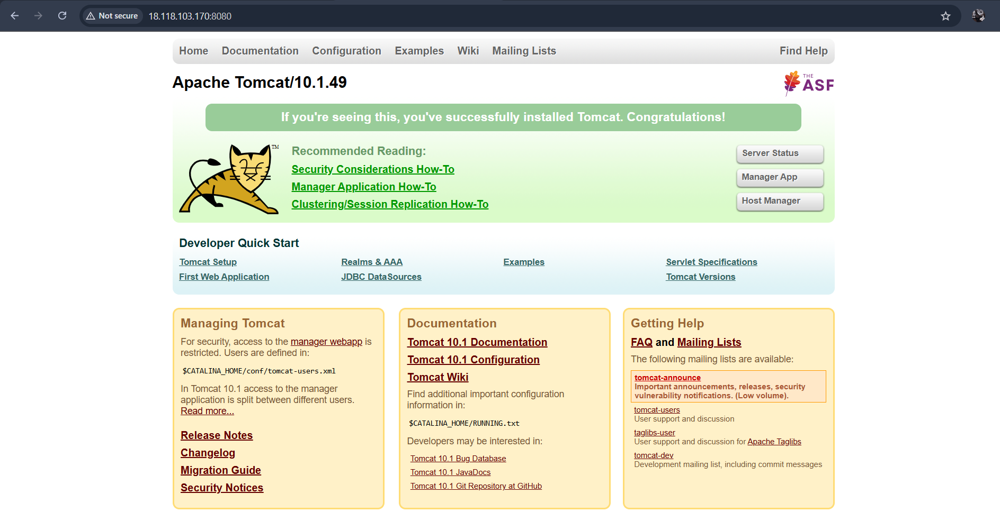 Not secure
18.118.103.170:8080
Home Documentation Configuration Examples Wiki Mailing Lists Find Help
Apache Tomcat/10.1.49
THE
ASF
If you're seeing this, you've successfully installed Tomcat. Congratulations!
TM
Recommended Reading:
Security Considerations How-To
Manager Application How-To
Clustering/Session Replication How-To
Server Status
Manager App
Host Manager
Developer Quick Start
Tomcat Setup
First Web Application
Realms & AAA
JDBC DataSources
Examples
Servlet Specifications
Tomcat Versions
Managing Tomcat
For security, access to the manager webapp is
restricted. Users are defined in:
$CATALINA_HOME/conf/tomcat-users.xml
In Tomcat 10.1 access to the manager
application is split between different users.
Read more...
Release Notes
Changelog
Migration Guide
Security Notices
Documentation
Tomcat 10.1 Documentation
Tomcat 10.1 Configuration
Tomcat Wiki
Find additional important configuration
information in:
$CATALINA_HOME/RUNNING.txt
Developers may be interested in:
Tomcat 10.1 Bug Database
Tomcat 10.1 JavaDocs
Tomcat 10.1 Git Repository at GitHub
Getting Help
FAQ and Mailing Lists
The following mailing lists are available:
tomcat-announce
Important announcements, releases, security
vulnerability notifications. (Low volume).
tomcat-users
User support and discussion
taglibs-user
User support and discussion for Apache Taglibs
tomcat-dev
Development mailing list, including commit messages